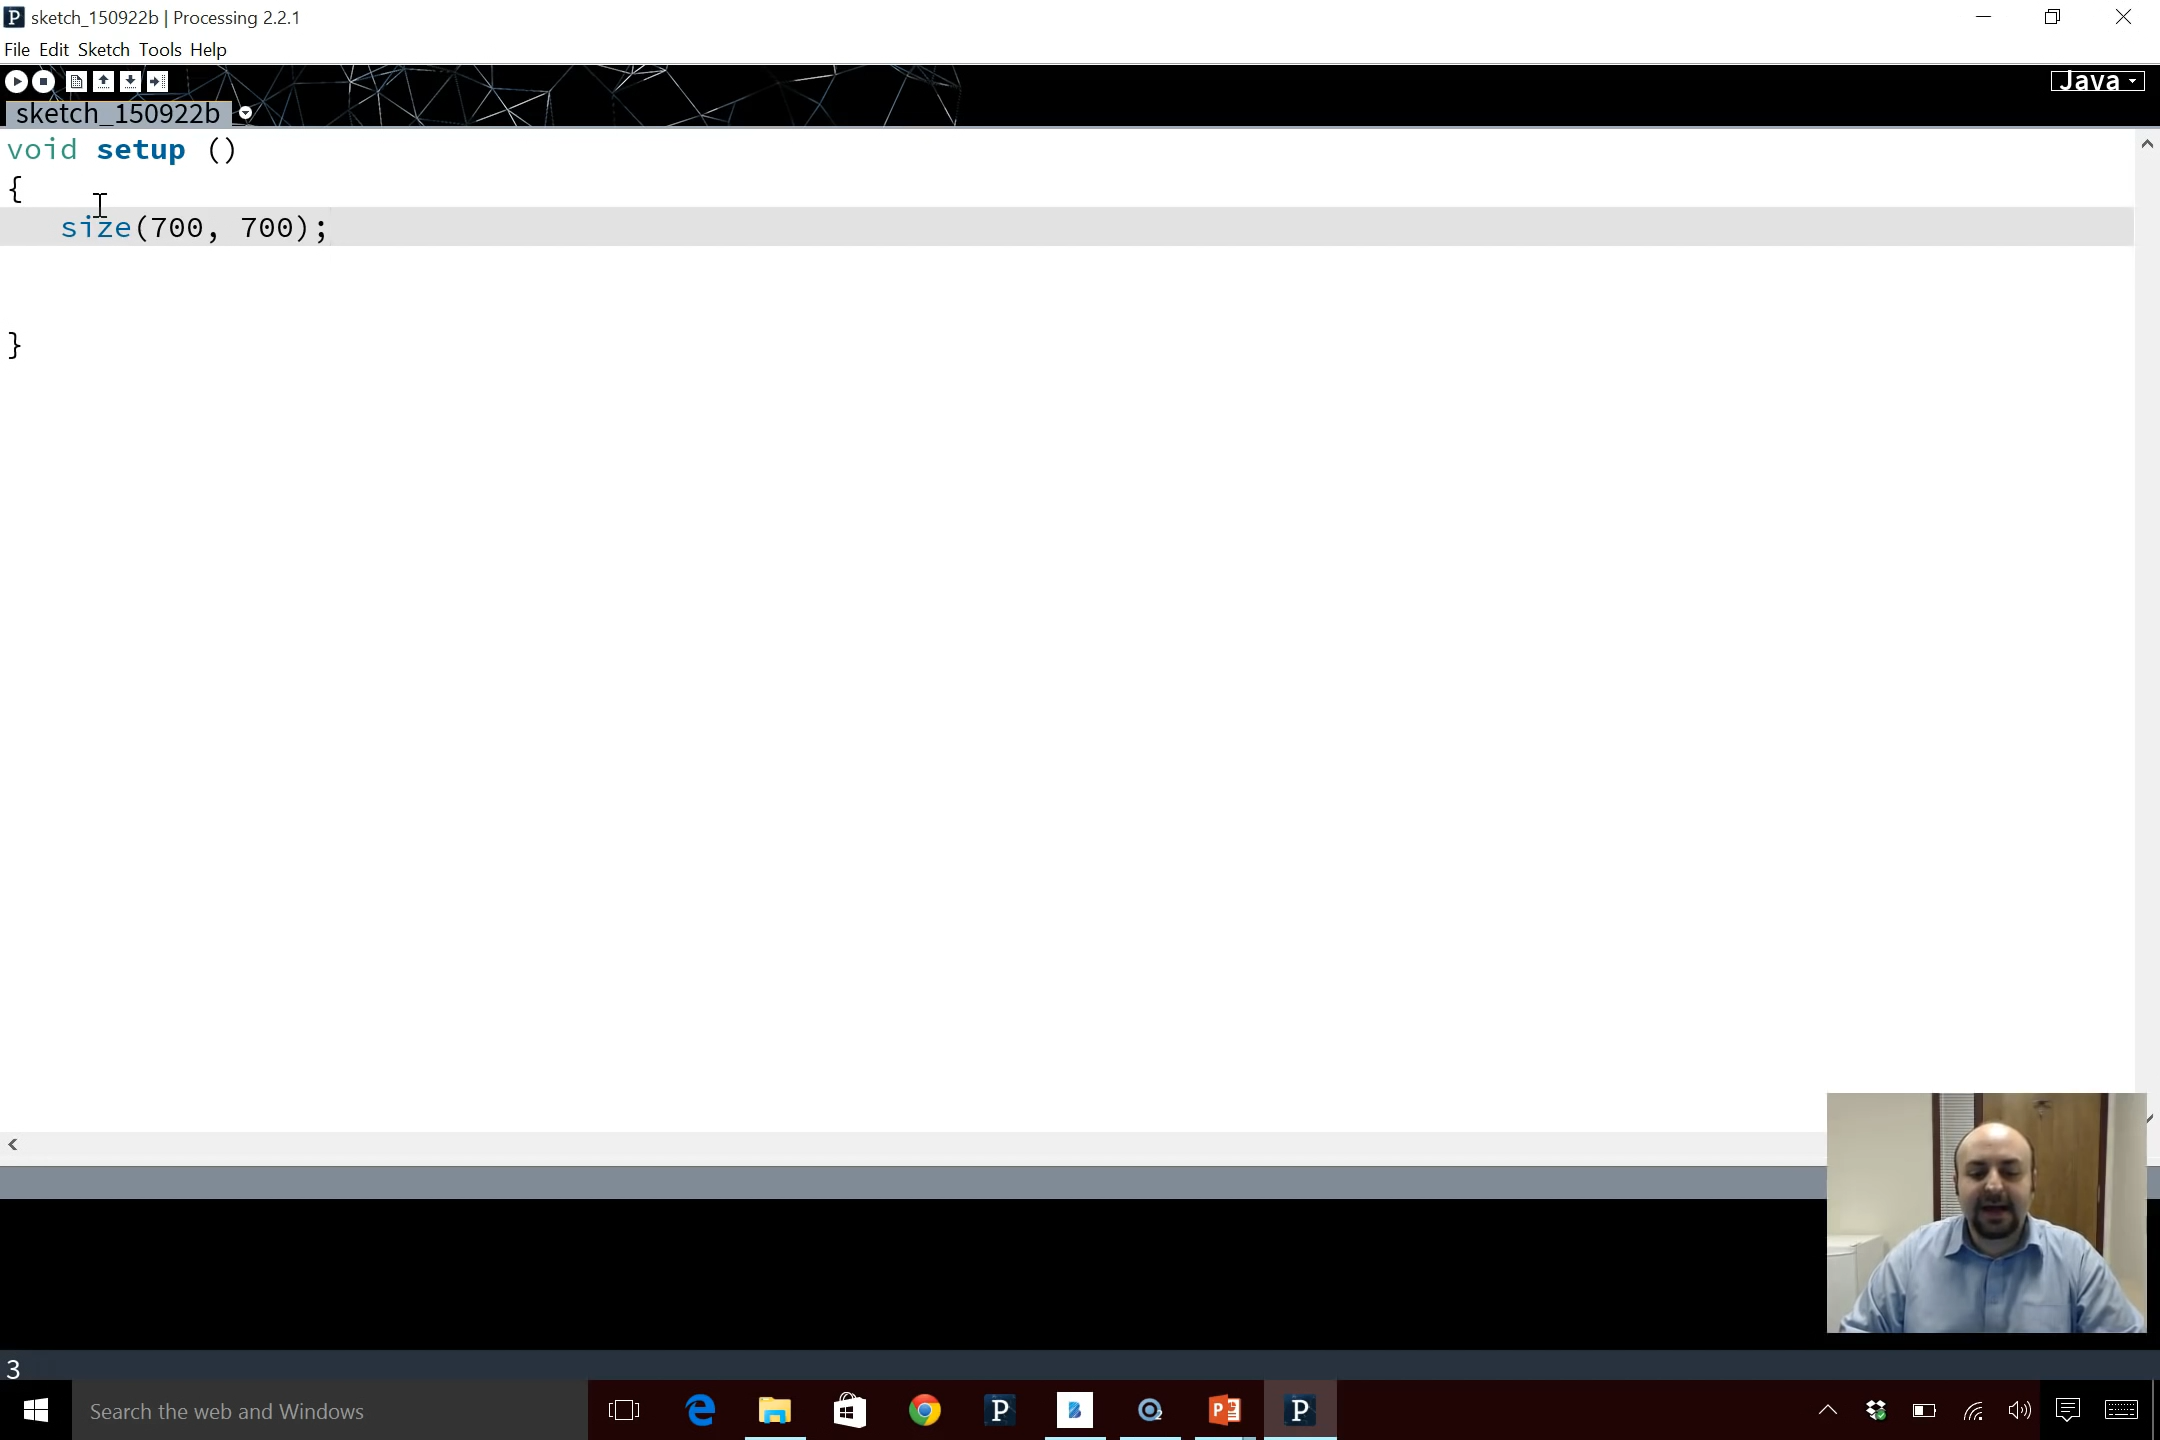 sketch_150922b | Processing 2.2.1
File Edit Sketch Tools Help
Java
sketch_150922b
void setup ()
{
size(700, 700);
}
3
Search the web and Windows